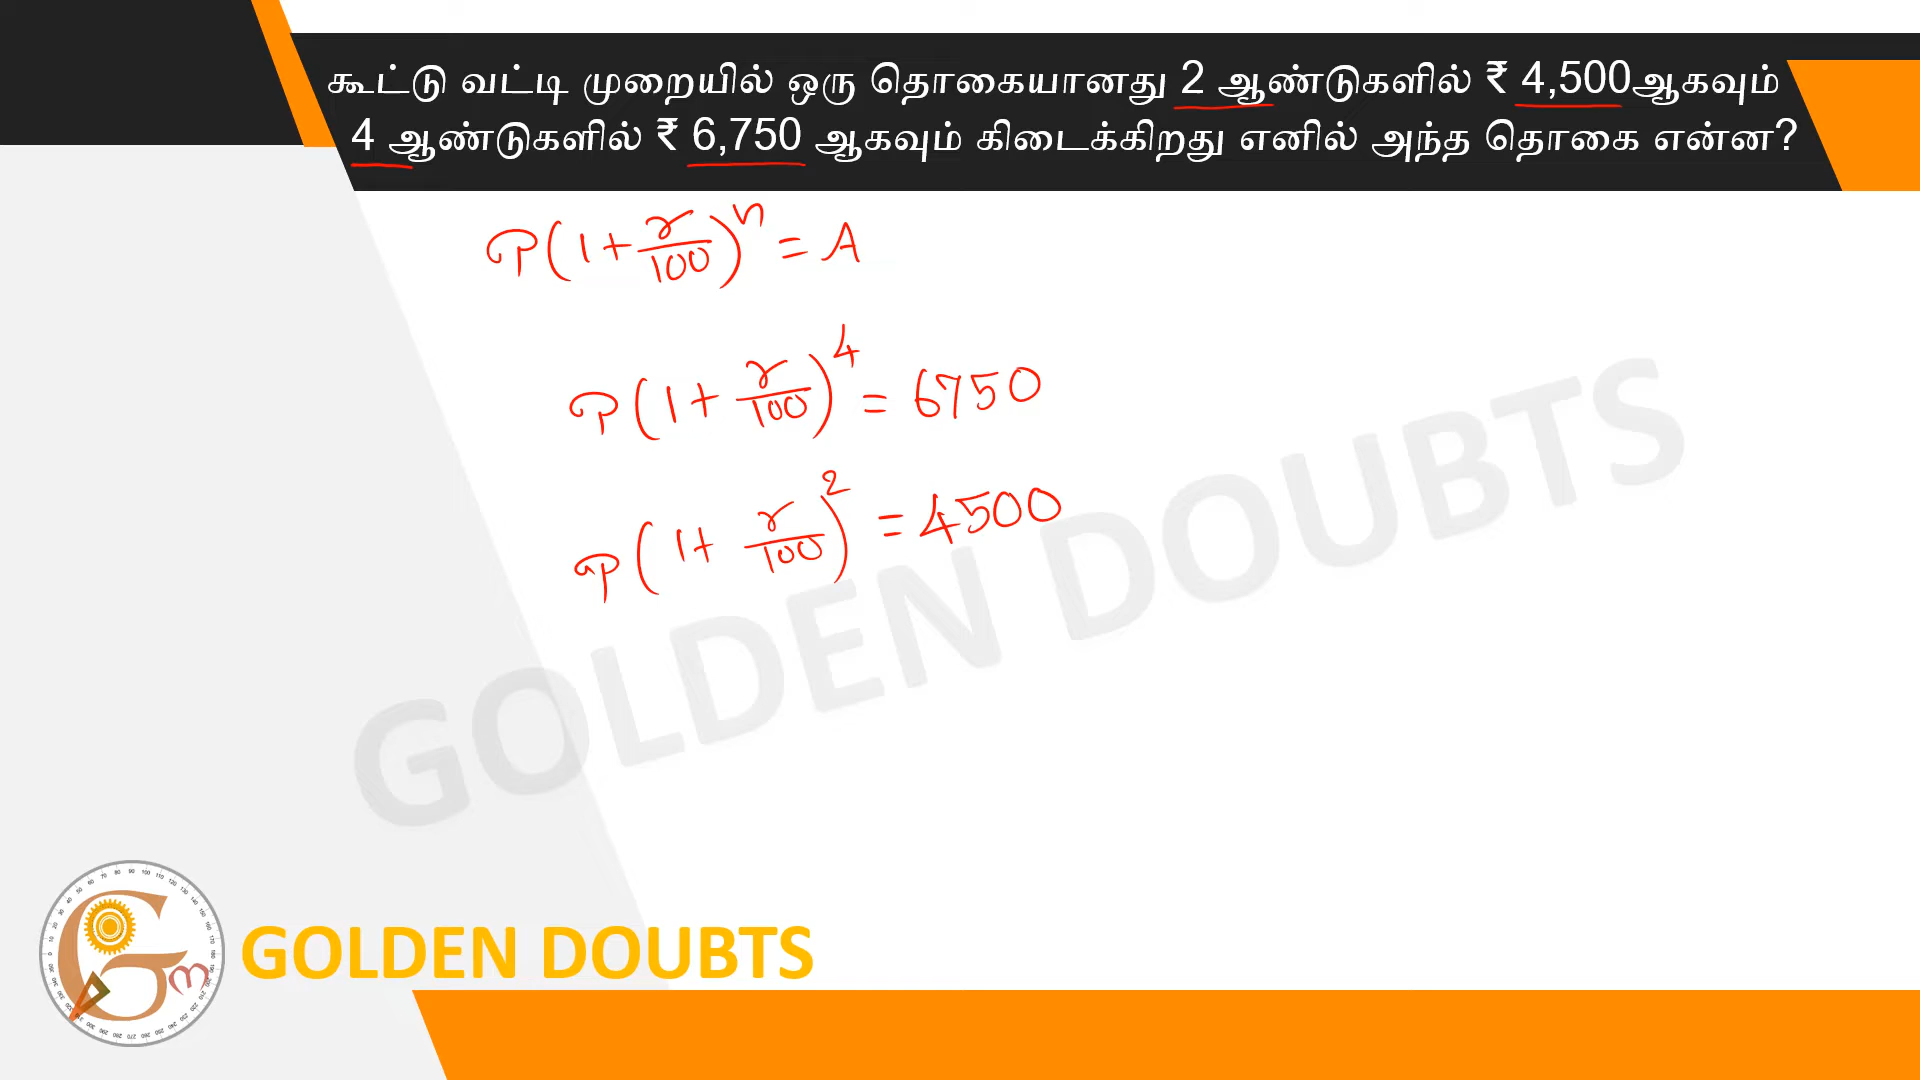 கூட்டு வட்டி முறையில் ஒரு தொகையானது 2 ஆண்டுகளில் ₹ 4,500ஆகவும்
4 ஆண்டுகளில் ₹ 6,750 ஆகவும் கிடைக்கிறது எனில் அந்த தொகை என்ன?
P(1+r/100)^n = A
P(1+r/100)^4 = 6750
P(1+r/100)^2 = 4500
GOLDEN DOUBTS
Gm
GOLDEN DOUBTS